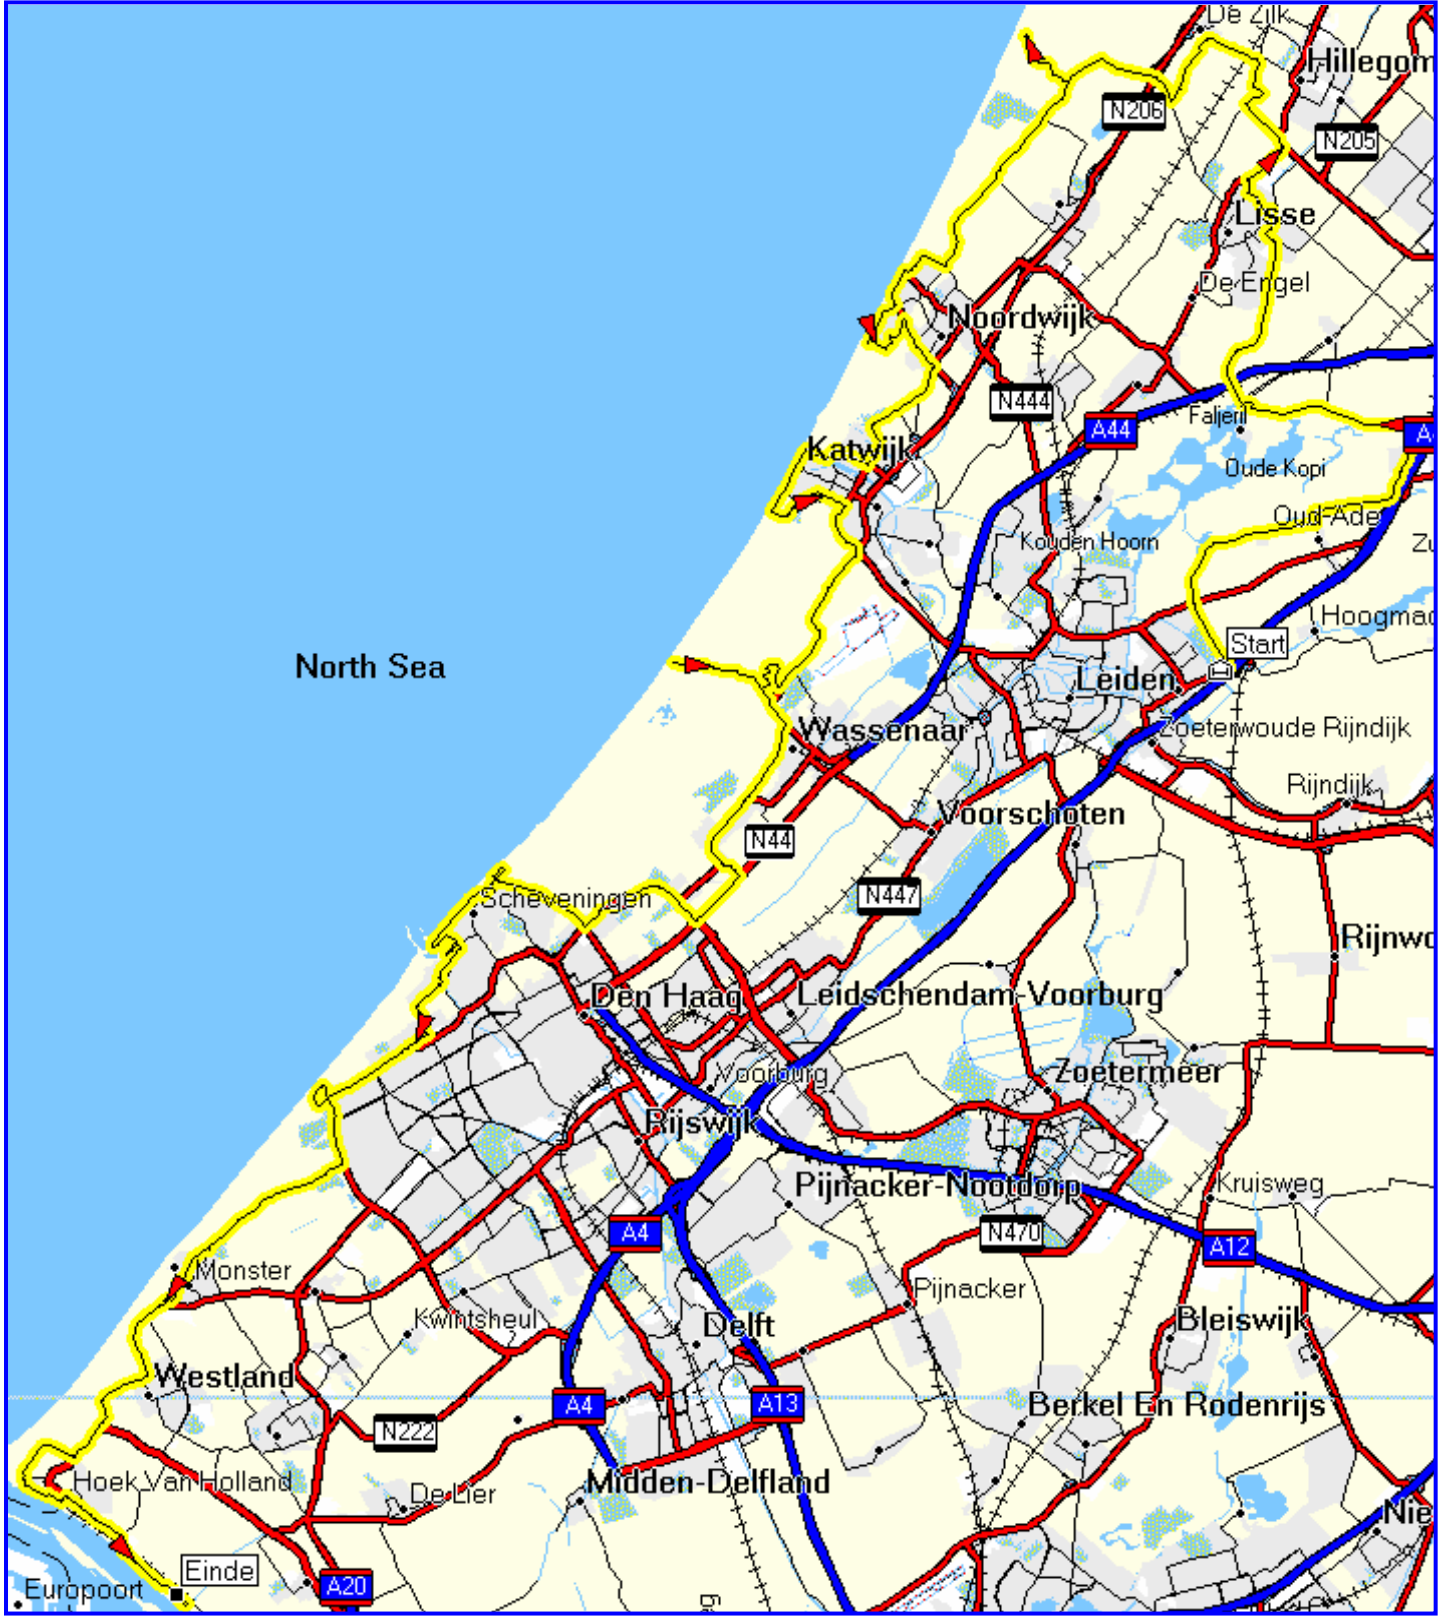 De Zilk
Hillegom
N206
N205
Lisse
De Engel
Noordwijk
N444
Faljeril
A44
Katwijk
Oude Kopi
Oud-Ade
Kouden Hoorn
Start
North Sea
Leiden
Wassenaar
Zoeterwoude Rijndijk
Rijndijk
Voorschoten
N44
N447
Scheveningen
Den Haag
Leidschendam-Voorburg
Voorburg
Zoetermeer
Rijswijk
Pijnacker-Nootdorp
Kruisweg
A4
N470
A12
Monster
Pijnacker
Kwintsheul
Delft
Bleiswijk
Westland
A4
A13
Berkel En Rodenrijs
N222
Hoek Van Holland
De Lier
Midden-Delfland
Nie
Einde
Europoort
A20